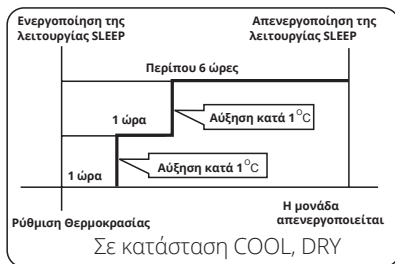 Ενεργοποίηση της
λειτουργίας SLEEP
Απενεργοποίηση της
λειτουργίας SLEEP
Περίπου 6 ώρες
1 ώρα
Αύξηση κατά 1°C
Αύξηση κατά 1°C
1 ώρα
Ρύθμιση Θερμοκρασίας
Η μονάδα
απενεργοποιείται
Σε κατάσταση COOL, DRY